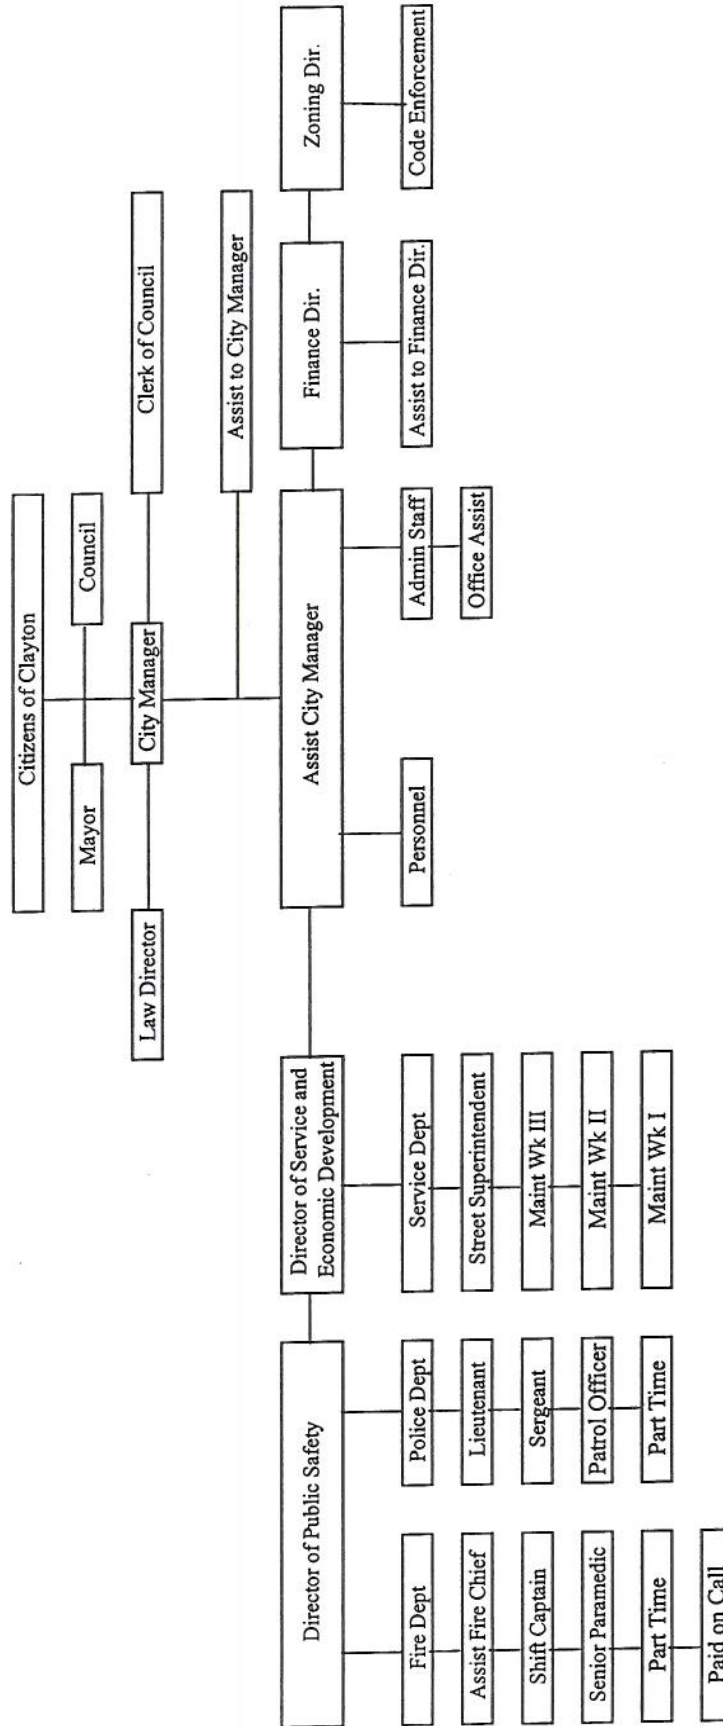 Citizens of Clayton
Mayor
Council
Law Director
City Manager
Clerk of Council
Assist to City Manager
Director of Public Safety
Director of Service and
Economic Development
Assist City Manager
Finance Dir.
Zoning Dir.
Fire Dept
Police Dept
Service Dept
Personnel
Admin Staff
Assist to Finance Dir.
Code Enforcement
Assist Fire Chief
Lieutenant
Street Superintendent
Office Assist
Shift Captain
Sergeant
Maint Wk III
Senior Paramedic
Patrol Officer
Maint Wk II
Part Time
Part Time
Maint Wk I
Paid on Call